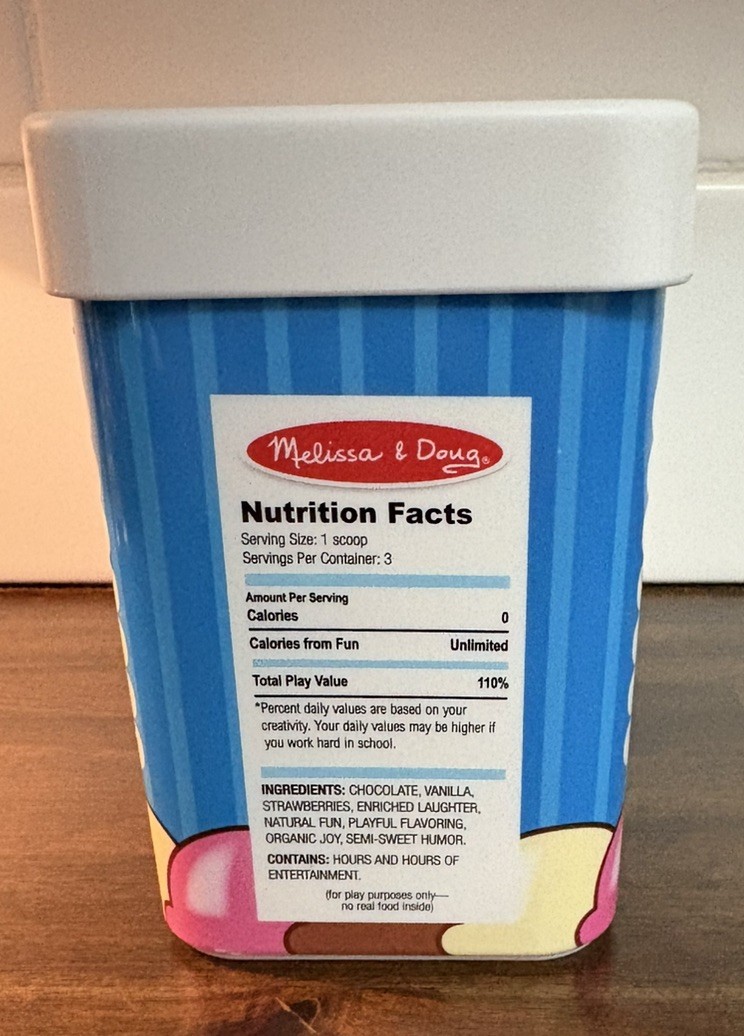 Melissa & Doug®
Nutrition Facts
Serving Size: 1 scoop
Servings Per Container: 3
Amount Per Serving
Calories 0
Calories from Fun Unlimited
Total Play Value 110%
*Percent daily values are based on your
creativity. Your daily values may be higher if
you work hard in school.
INGREDIENTS: CHOCOLATE, VANILLA,
STRAWBERRIES, ENRICHED LAUGHTER,
NATURAL FUN, PLAYFUL FLAVORING,
ORGANIC JOY, SEMI-SWEET HUMOR.
CONTAINS: HOURS AND HOURS OF
ENTERTAINMENT.
(for play purposes only—
no real food inside)